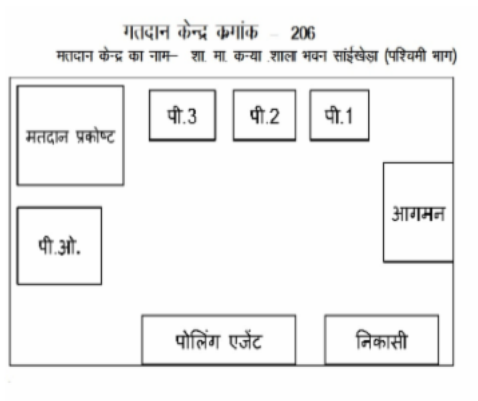 मतदान केन्द्र क्रमांक - 206
मतदान केन्द्र का नाम– शा. मा. कन्या शाला भवन सांईखेड़ा (पश्चिमी भाग)
मतदान प्रकोष्ट
पी.3
पी.2
पी.1
आगमन
पी.ओ.
पोलिंग एजेंट
निकासी